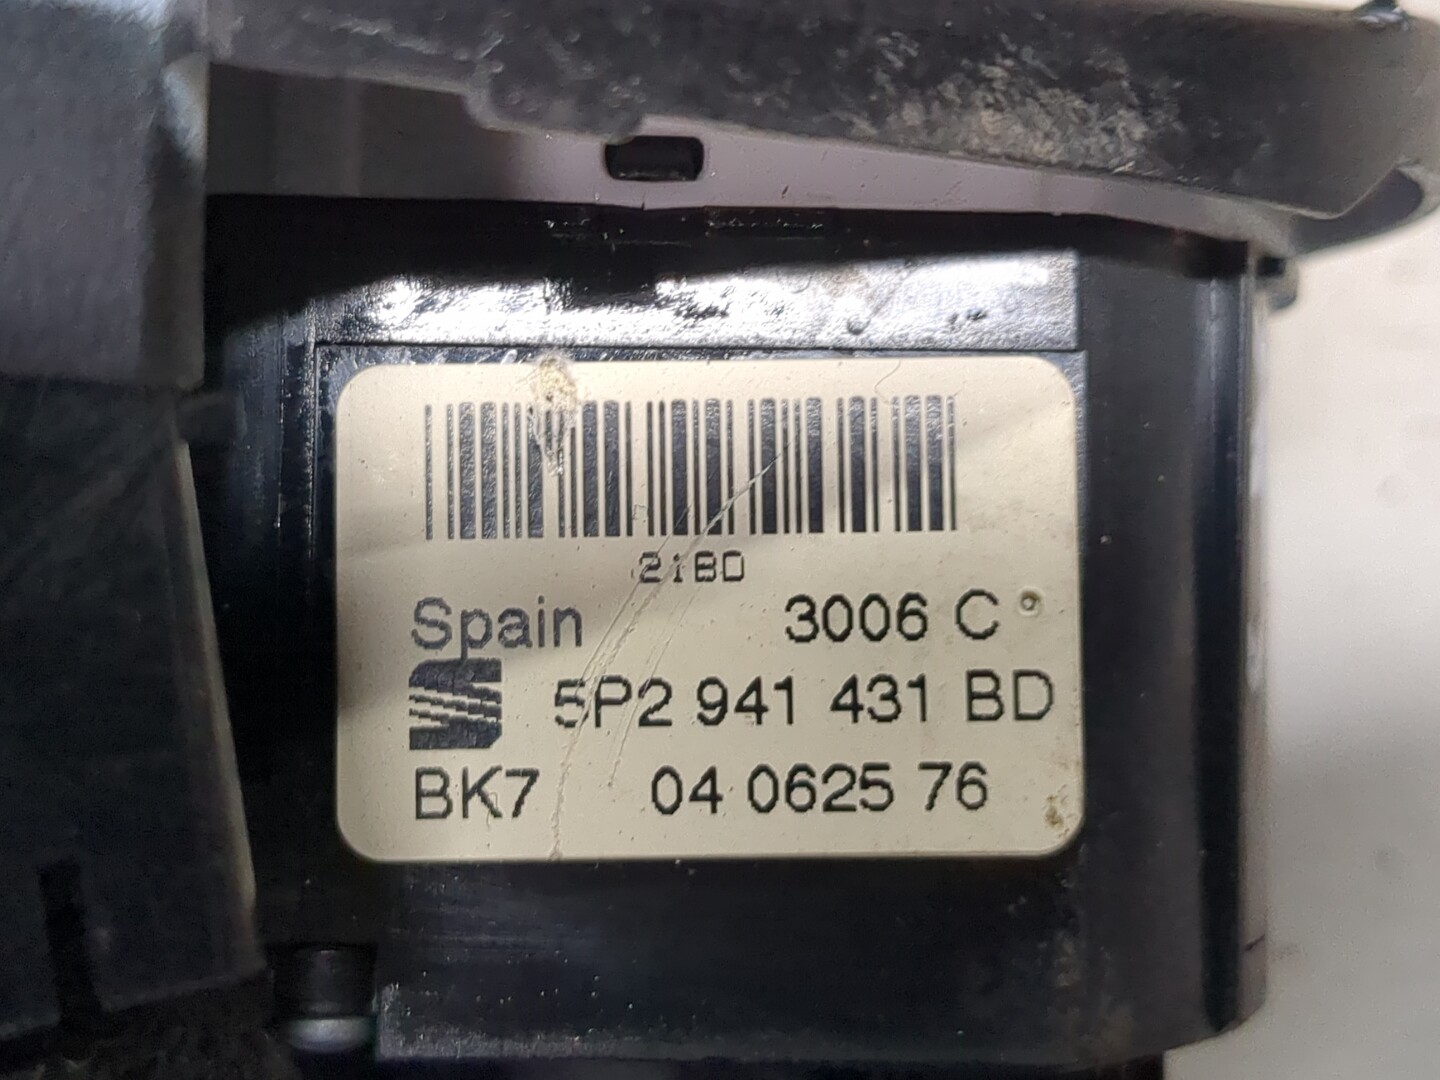 21BD
Spain 3006 C
5P2 941 431 BD
BK7 04 0625 76